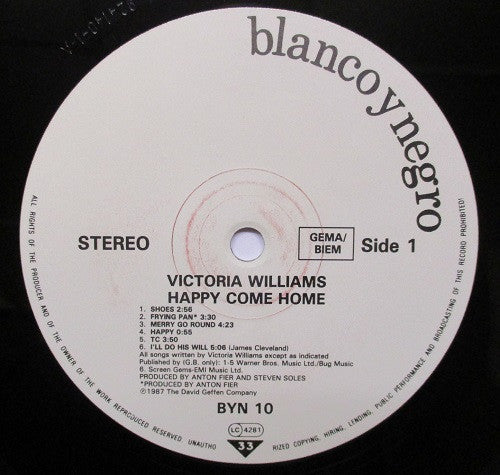 blanco y negro
STEREO
GEMA/
BIEM
Side 1
VICTORIA WILLIAMS
HAPPY COME HOME
1. SHOES 2:56
2. FRYING PAN* 3:30
3. MERRY GO ROUND 4:23
4. HAPPY 0:55
5. TC 3:50
6. I'LL DO HIS WILL 5:06 (James Cleveland)
All songs written by Victoria Williams except as indicated
Published by (G.B. only): 1-5 Warner Bros. Music Ltd./Bug Music
6. Screen Gems-EMI Music Ltd.
PRODUCED BY ANTON FIER AND STEVEN SOLES
*PRODUCED BY ANTON FIER
℗1987 The David Geffen Company
BYN 10
LC 4281
33
ALL RIGHTS OF THE PRODUCER AND OF THE OWNER OF THE WORK REPRODUCED RESERVED UNAUTHORIZED COPYING, HIRING, LENDING, PUBLIC PERFORMANCE AND BROADCASTING OF THIS RECORD PROHIBITED!